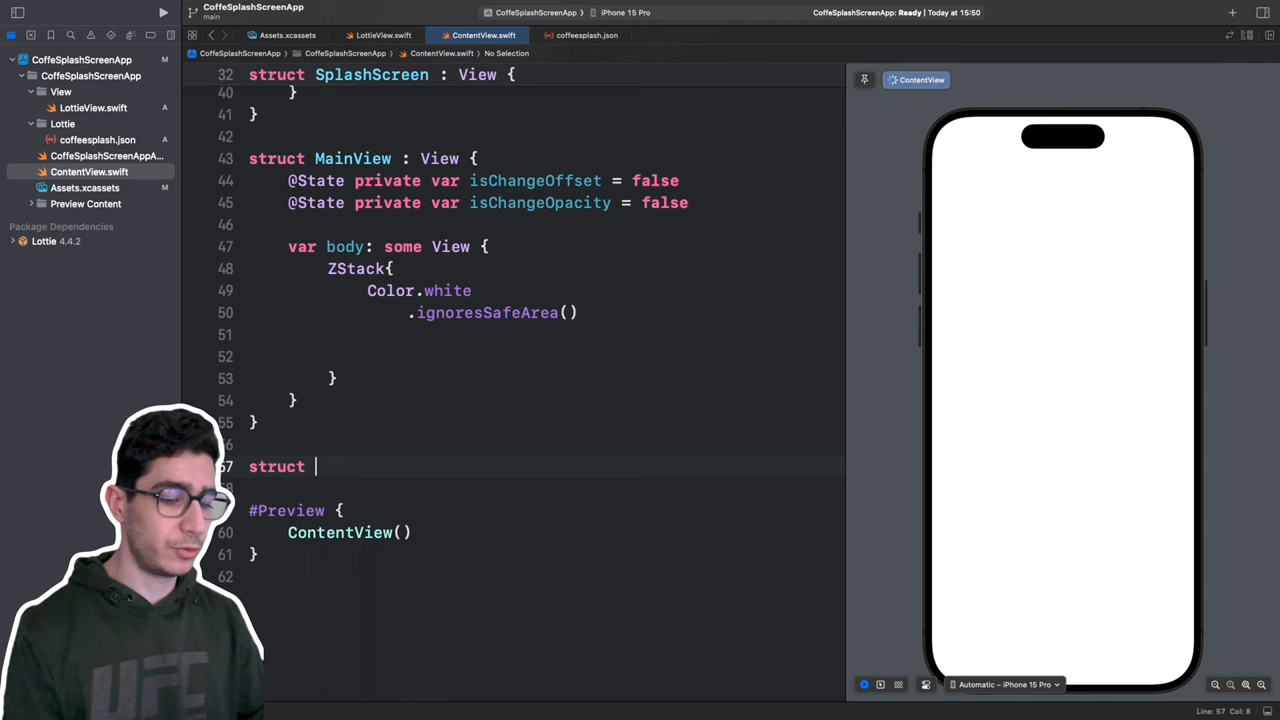 CoffeSplashScreenApp
main
CoffeSplashScreenApp
iPhone 15 Pro
CoffeSplashScreenApp: Ready | Today at 15:50
Assets.xcassets
LottieView.swift
ContentView.swift
coffeesplash.json
CoffeSplashScreenApp
CoffeSplashScreenApp
ContentView.swift
No Selection
CoffeSplashScreenApp
CoffeSplashScreenApp
View
LottieView.swift A
Lottie
coffeesplash.json A
CoffeSplashScreenAppA... M
ContentView.swift
Assets.xcassets M
Preview Content
Package Dependencies
Lottie 4.4.2
32 struct SplashScreen : View {
40 }
41 }
42
43 struct MainView : View {
44 @State private var isChangeOffset = false
45 @State private var isChangeOpacity = false
46
47 var body: some View {
48 ZStack{
49 Color.white
50 .ignoresSafeArea()
51
52
53 }
54 }
55 }
56
57 struct
58
#Preview {
60 ContentView()
61 }
62
ContentView
Automatic – iPhone 15 Pro
Line: 57 Col: 8
UFC